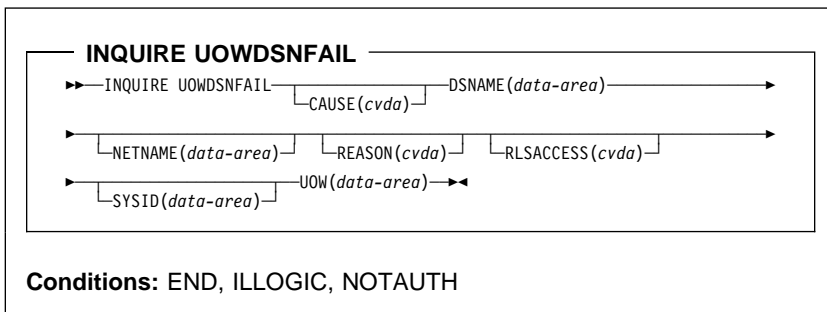 INQUIRE UOWDSNFAIL
INQUIRE UOWDSNFAIL DSNAME(data-area)
CAUSE(cvda)
NETNAME(data-area) REASON(cvda) RLSACCESS(cvda)
UOW(data-area)
SYSID(data-area)
Conditions: END, ILLOGIC, NOTAUTH